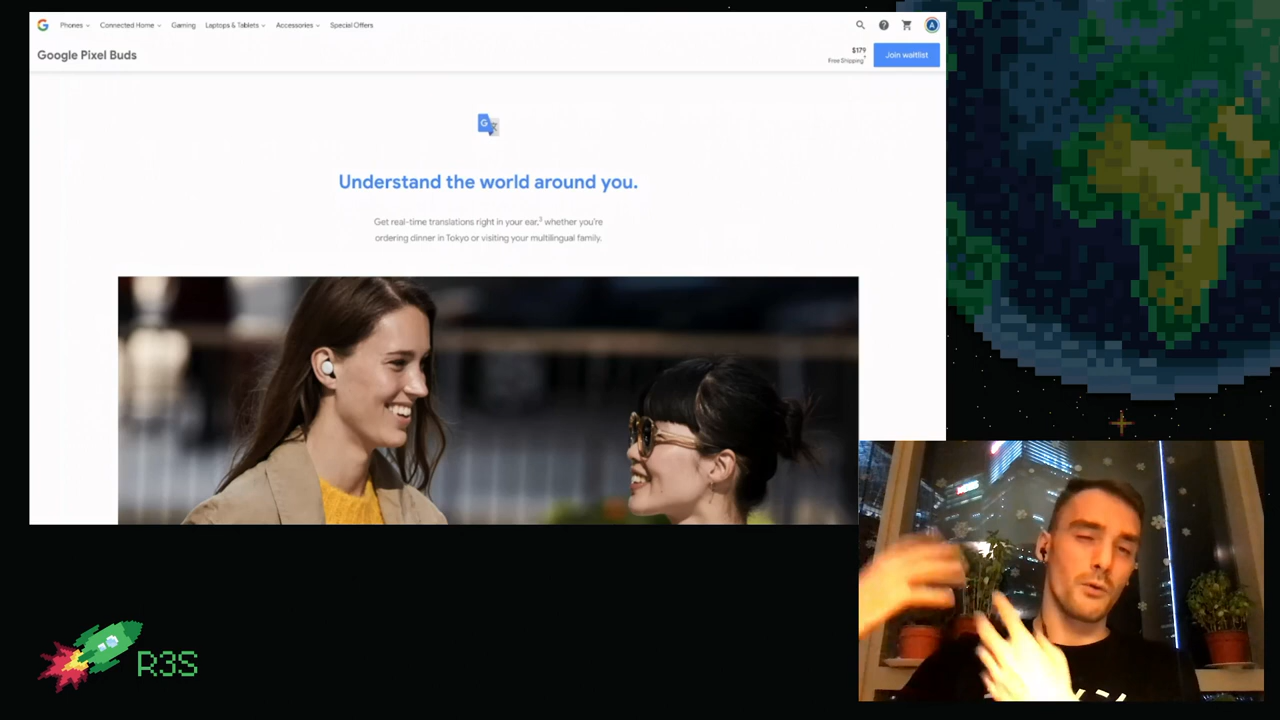 Phones
Connected Home
Gaming
Laptops & Tablets
Accessories
Special Offers
Google Pixel Buds
$179
Free Shipping*
Join waitlist
Understand the world around you.
Get real-time translations right in your ear,³ whether you're
ordering dinner in Tokyo or visiting your multilingual family.
R3S